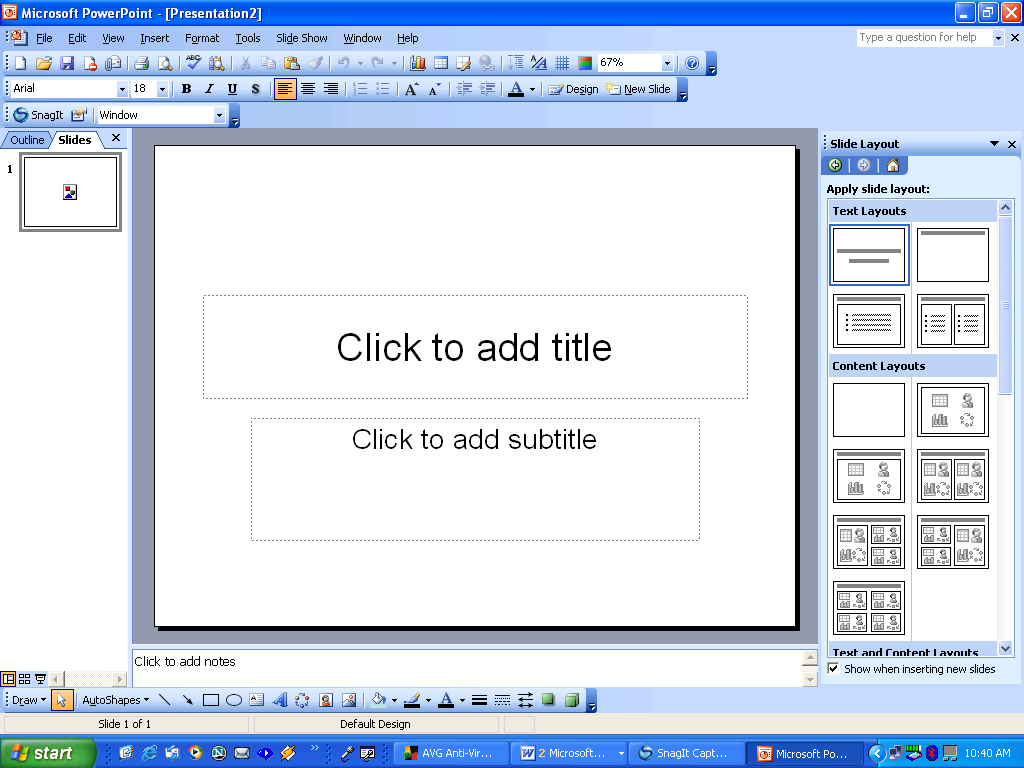 Microsoft PowerPoint - [Presentation2]
File Edit View Insert Format Tools Slide Show Window Help Type a question for help
67%
Arial 18 B I U S A A A Design New Slide
SnagIt Window
Outline Slides
1
Slide Layout
Apply slide layout:
Text Layouts
Content Layouts
Text and Content Layouts
Show when inserting new slides
Click to add title
Click to add subtitle
Click to add notes
Draw AutoShapes A A
Slide 1 of 1 Default Design
start AVG Anti-Vir... 2 Microsoft... SnagIt Capt... Microsoft Po... 10:40 AM